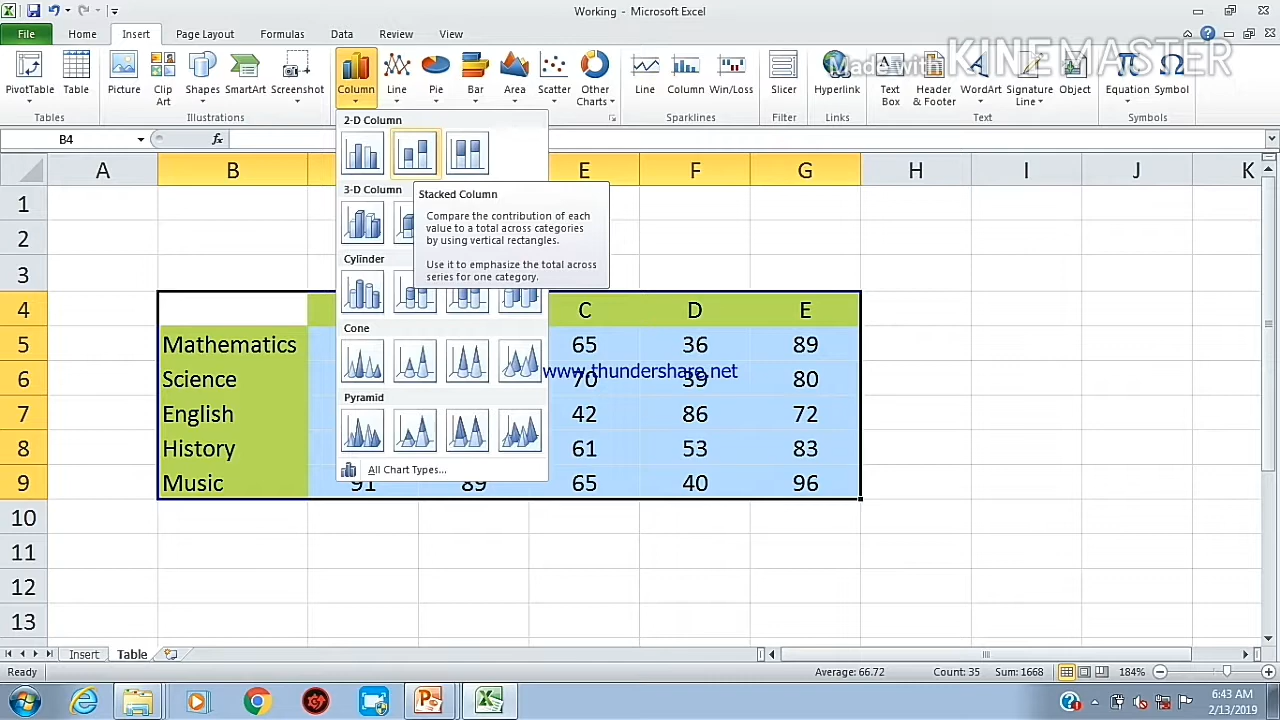 Working - Microsoft Excel
File Home Insert Page Layout Formulas Data Review View
PivotTable Table Picture Clip Art Shapes SmartArt Screenshot Column Line Pie Bar Area Scatter Other Charts Line Column Win/Loss Slicer Hyperlink Text Box Header & Footer WordArt Signature Line Object Equation Symbol
Tables Illustrations Sparklines Filter Links Text Symbols
Made with KINEMASTER
B4 fx
2-D Column
3-D Column
Stacked Column
Compare the contribution of each
value to a total across categories
by using vertical rectangles.
Use it to emphasize the total across
series for one category.
Cylinder
Cone
Pyramid
All Chart Types...
A B E F G H I J K
1
2
3
4 C D E
5 Mathematics 65 36 89
6 Science 70 39 80
www.thundershare.net
7 English 42 86 72
8 History 61 53 83
9 Music 91 89 65 40 96
10
11
12
13
Insert Table
Ready Average: 66.72 Count: 35 Sum: 1668 184%
6:43 AM
2/13/2019